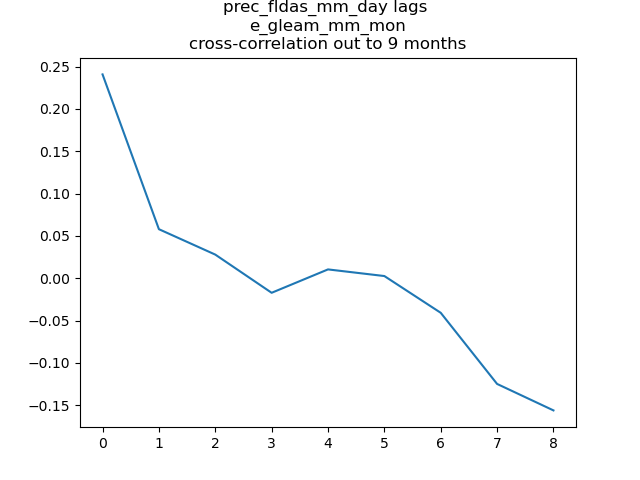 prec_fldas_mm_day lags
e_gleam_mm_mon
cross-correlation out to 9 months
0.25
0.20
0.15
0.10
0.05
0.00
−0.05
−0.10
−0.15
0 1 2 3 4 5 6 7 8